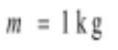 m = 1 kg